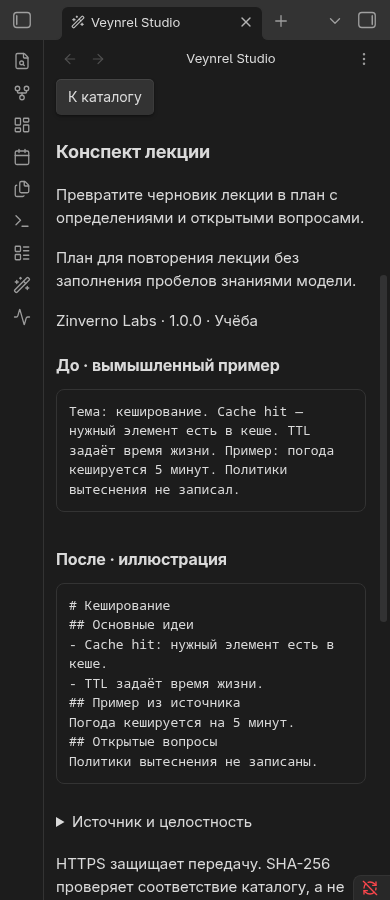 Veynrel Studio
Veynrel Studio
К каталогу
Конспект лекции
Превратите черновик лекции в план с
определениями и открытыми вопросами.
План для повторения лекции без
заполнения пробелов знаниями модели.
Zinverno Labs · 1.0.0 · Учёба
До · вымышленный пример
Тема: кеширование. Cache hit —
нужный элемент есть в кеше. TTL
задаёт время жизни. Пример: погода
кешируется 5 минут. Политики
вытеснения не записал.
После · иллюстрация
# Кеширование
## Основные идеи
- Cache hit: нужный элемент есть в
кеше.
- TTL задаёт время жизни.
## Пример из источника
Погода кешируется на 5 минут.
## Открытые вопросы
Политики вытеснения не записаны.
Источник и целостность
HTTPS защищает передачу. SHA-256
проверяет соответствие каталогу, а не